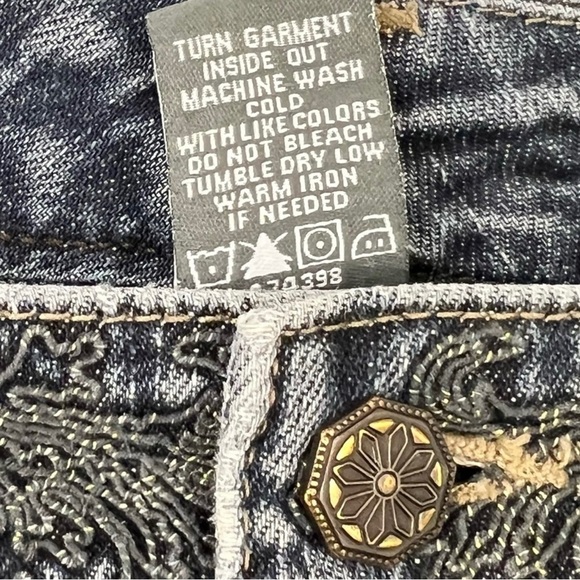 TURN GARMENT
INSIDE OUT
MACHINE WASH
COLD
WITH LIKE COLORS
DO NOT BLEACH
TUMBLE DRY LOW
WARM IRON
IF NEEDED